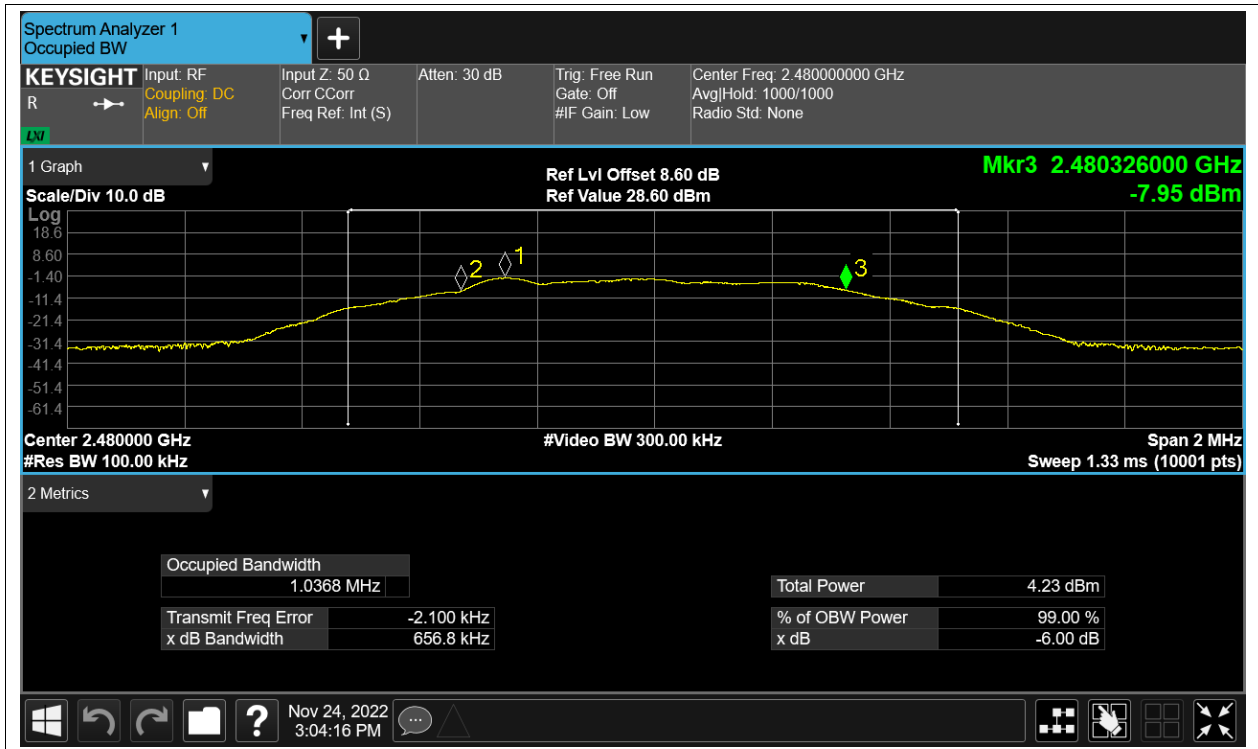 Spectrum Analyzer 1
Occupied BW
KEYSIGHT
R
LXI
Input: RF
Coupling: DC
Align: Off
Input Z: 50 Ω
Corr CCorr
Freq Ref: Int (S)
Atten: 30 dB
Trig: Free Run
Gate: Off
#IF Gain: Low
Center Freq: 2.480000000 GHz
Avg|Hold: 1000/1000
Radio Std: None
1 Graph
Scale/Div 10.0 dB
Ref Lvl Offset 8.60 dB
Ref Value 28.60 dBm
Mkr3 2.480326000 GHz
-7.95 dBm
Log
18.6
8.60
-1.40
-11.4
-21.4
-31.4
-41.4
-51.4
-61.4
2
1
3
Center 2.480000 GHz
#Video BW 300.00 kHz
Span 2 MHz
#Res BW 100.00 kHz
Sweep 1.33 ms (10001 pts)
2 Metrics
Occupied Bandwidth
1.0368 MHz
Total Power 4.23 dBm
Transmit Freq Error -2.100 kHz
% of OBW Power 99.00 %
x dB Bandwidth 656.8 kHz
x dB -6.00 dB
?
Nov 24, 2022
3:04:16 PM